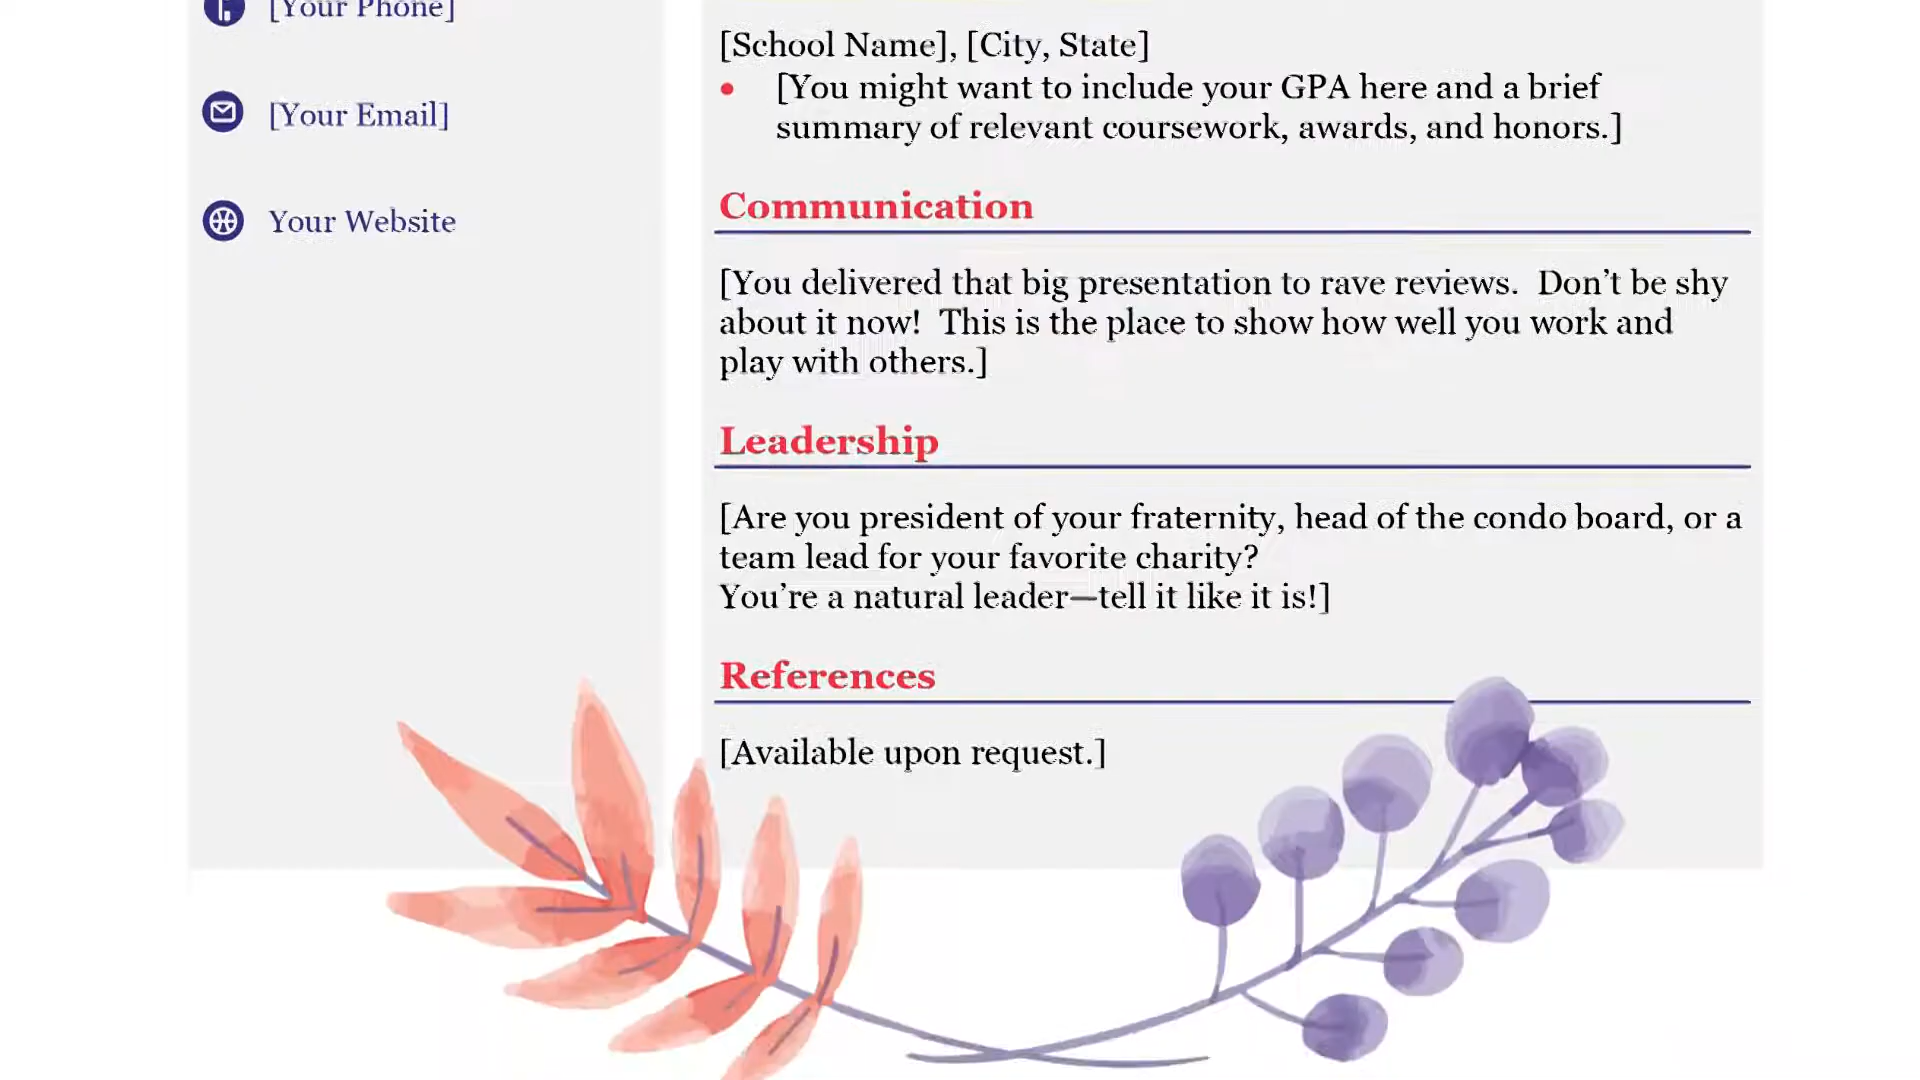 [Your Phone]
[Your Email]
Your Website
[School Name], [City, State]
• [You might want to include your GPA here and a brief
summary of relevant coursework, awards, and honors.]
Communication
[You delivered that big presentation to rave reviews.  Don’t be shy
about it now!  This is the place to show how well you work and
play with others.]
Leadership
[Are you president of your fraternity, head of the condo board, or a
team lead for your favorite charity?
You’re a natural leader—tell it like it is!]
References
[Available upon request.]